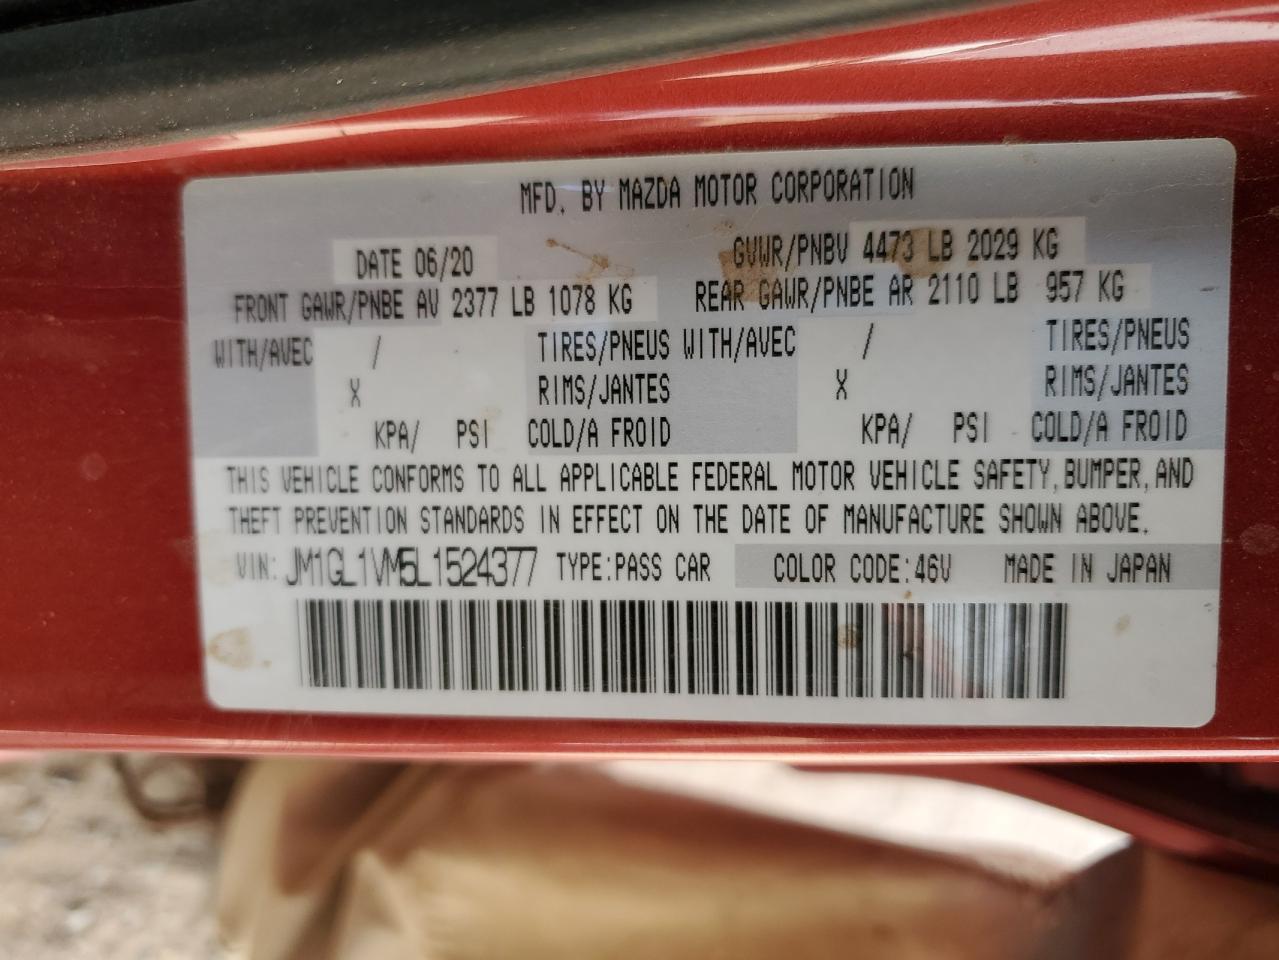 MFD. BY MAZDA MOTOR CORPORATION
DATE 06/20 GVWR/PNBV 4473 LB 2029 KG
FRONT GAWR/PNBE AV 2377 LB 1078 KG REAR GAWR/PNBE AR 2110 LB 957 KG
WITH/AVEC / TIRES/PNEUS WITH/AVEC / TIRES/PNEUS
X RIMS/JANTES X RIMS/JANTES
KPA/ PSI COLD/A FROID KPA/ PSI COLD/A FROID
THIS VEHICLE CONFORMS TO ALL APPLICABLE FEDERAL MOTOR VEHICLE SAFETY, BUMPER, AND
THEFT PREVENTION STANDARDS IN EFFECT ON THE DATE OF MANUFACTURE SHOWN ABOVE.
VIN: JM1GL1VM5L1524377 TYPE:PASS CAR COLOR CODE:46V MADE IN JAPAN